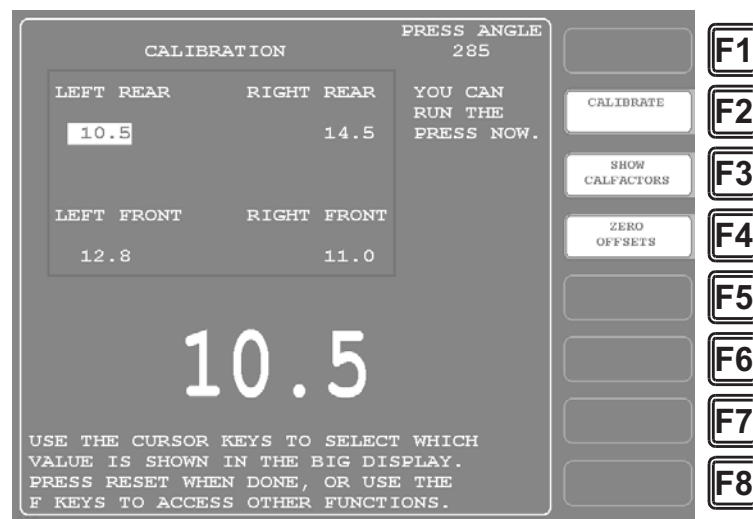 PRESS ANGLE
CALIBRATION 285
LEFT REAR RIGHT REAR
10.5 14.5
YOU CAN
RUN THE
PRESS NOW.
LEFT FRONT RIGHT FRONT
12.8 11.0
10.5
USE THE CURSOR KEYS TO SELECT WHICH
VALUE IS SHOWN IN THE BIG DISPLAY.
PRESS RESET WHEN DONE, OR USE THE
F KEYS TO ACCESS OTHER FUNCTIONS.
F1
CALIBRATE F2
SHOW
CALFACTORS F3
ZERO
OFFSETS F4
F5
F6
F7
F8